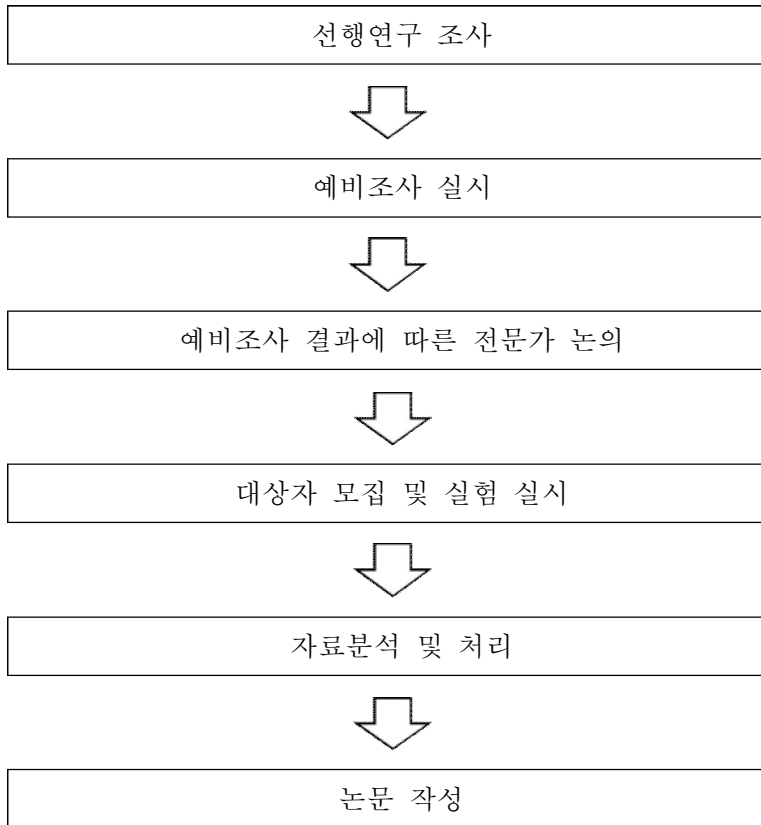 선행연구 조사
예비조사 실시
예비조사 결과에 따른 전문가 논의
대상자 모집 및 실험 실시
자료분석 및 처리
논문 작성